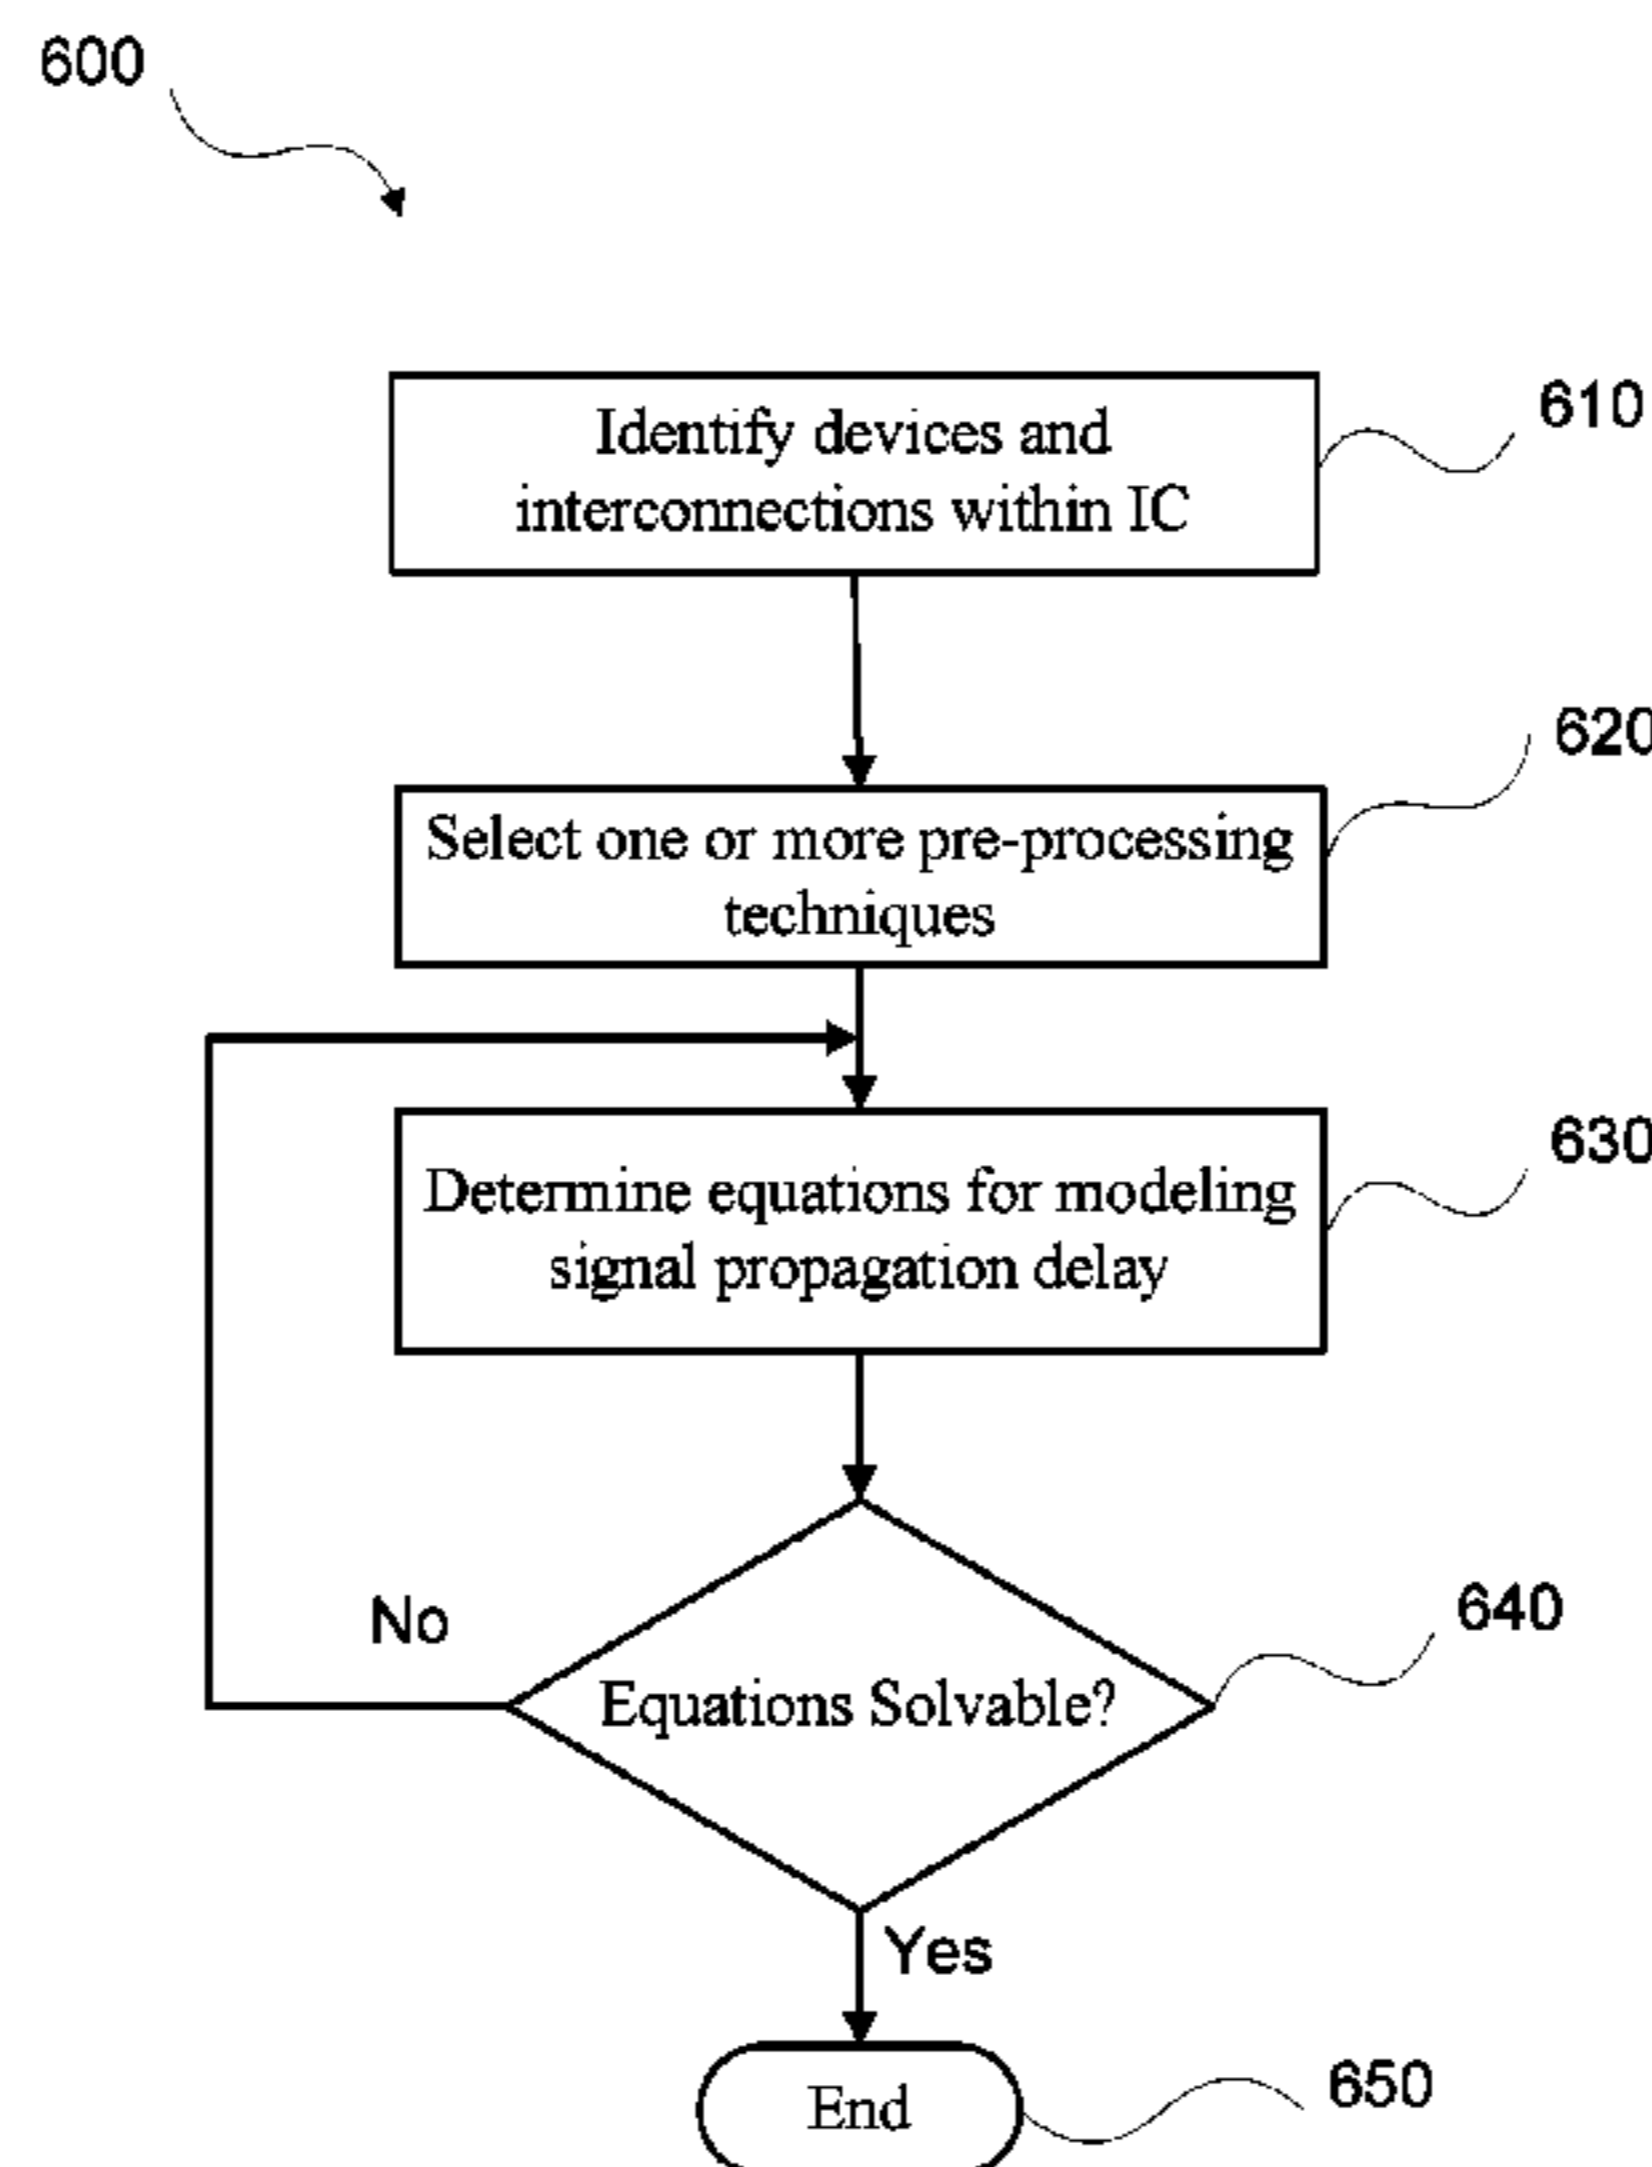 600
Identify devices and
interconnections within IC
610
620
Select one or more pre-processing
techniques
630
Determine equations for modeling
signal propagation delay
640
No
Equations Solvable?
Yes
End
650